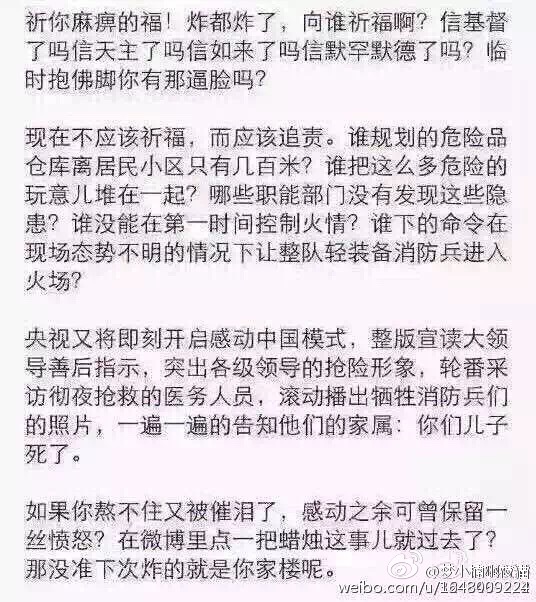 祈你麻痹的福！炸都炸了，向谁祈福啊？信基督
了吗信天主了吗信如来了吗信默罕默德了吗？临
时抱佛脚你有那逼脸吗？
现在不应该祈福，而应该追责。谁规划的危险品
仓库离居民小区只有几百米？谁把这么多危险的
玩意儿堆在一起？哪些职能部门没有发现这些隐
患？谁没能在第一时间控制火情？谁下的命令在
现场态势不明的情况下让整队轻装备消防兵进入
火场？
央视又将即刻开启感动中国模式，整版宣读大领
导善后指示，突出各级领导的抢险形象，轮番采
访彻夜抢救的医务人员，滚动播出牺牲消防兵们
的照片，一遍一遍的告知他们的家属：你们儿子
死了。
如果你熬不住又被催泪了，感动之余可曾保留一
丝愤怒？在微博里点一把蜡烛这事儿就过去了？
那没准下次炸的就是你家楼呢。
weibo.com/u/